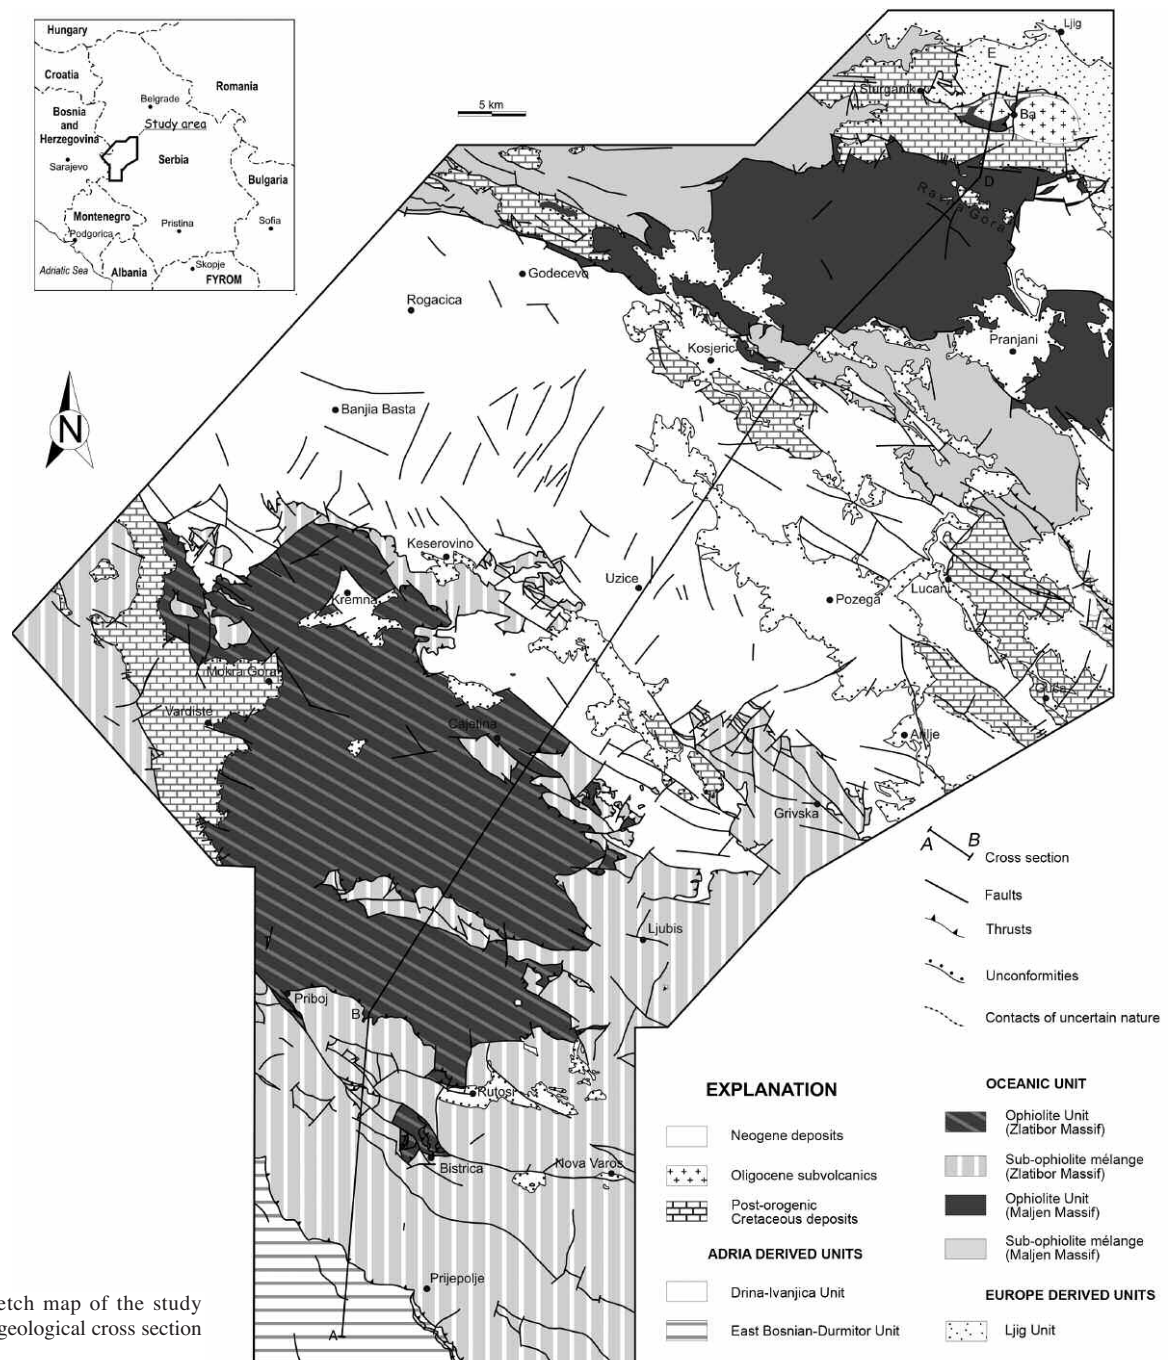 Hungary
Croatia
Romania
Belgrade
Bosnia
and
Herzegovina
Study area
Sarajevo
Serbia
Bulgaria
Montenegro
Pristina
Sofia
Podgorica
Adriatic Sea
Albania
Skopje
FYROM
5 km
Ljig
E
Sturganik
Ba
D
Ravna Gora
Godecevo
Rogacica
Kosjeric
Pranjani
C
Banjia Basta
N
Keserovino
Uzice
Kremna
Pozega
Lucani
Mokra Gora
Guca
Vardiste
Cajetina
Arilje
Grivska
Ljubis
Priboj
B
Rutosi
Bistrica
Nova Varos
Prijepolje
A
A B
Cross section
Faults
Thrusts
Unconformities
Contacts of uncertain nature
EXPLANATION
Neogene deposits
Oligocene subvolcanics
Post-orogenic
Cretaceous deposits
ADRIA DERIVED UNITS
Drina-Ivanjica Unit
East Bosnian-Durmitor Unit
OCEANIC UNIT
Ophiolite Unit
(Zlatibor Massif)
Sub-ophiolite mélange
(Zlatibor Massif)
Ophiolite Unit
(Maljen Massif)
Sub-ophiolite mélange
(Maljen Massif)
EUROPE DERIVED UNITS
Ljig Unit
etch map of the study
geological cross section